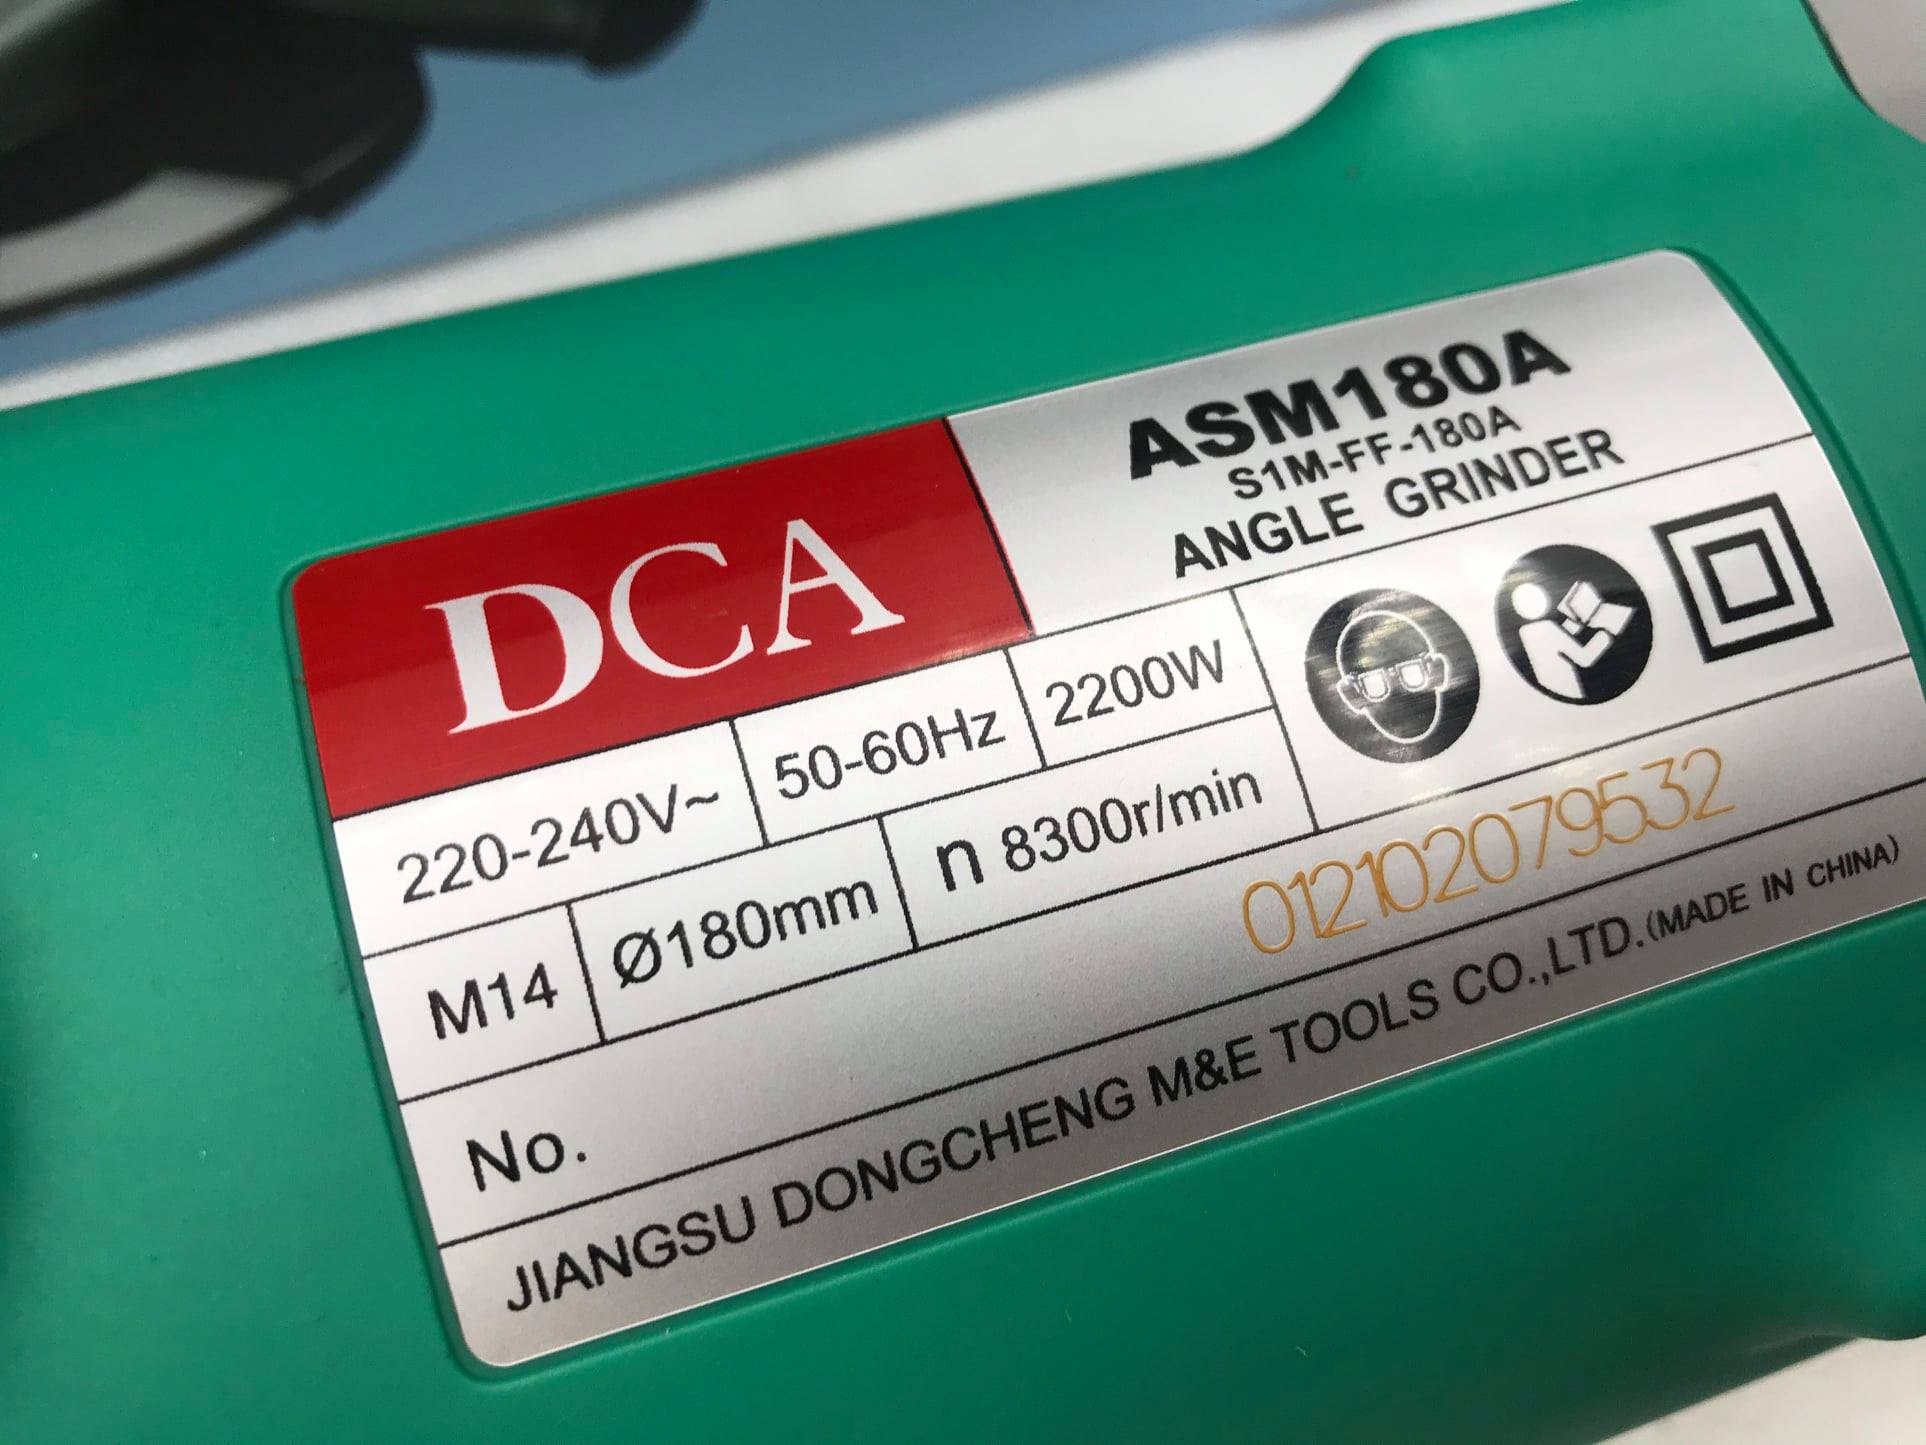 DCA
ASM180A
S1M-FF-180A
ANGLE GRINDER
220-240V~ 50-60Hz 2200W
M14 Ø180mm n 8300r/min
No. 012102079532
JIANGSU DONGCHENG M&E TOOLS CO.,LTD.(MADE IN CHINA)